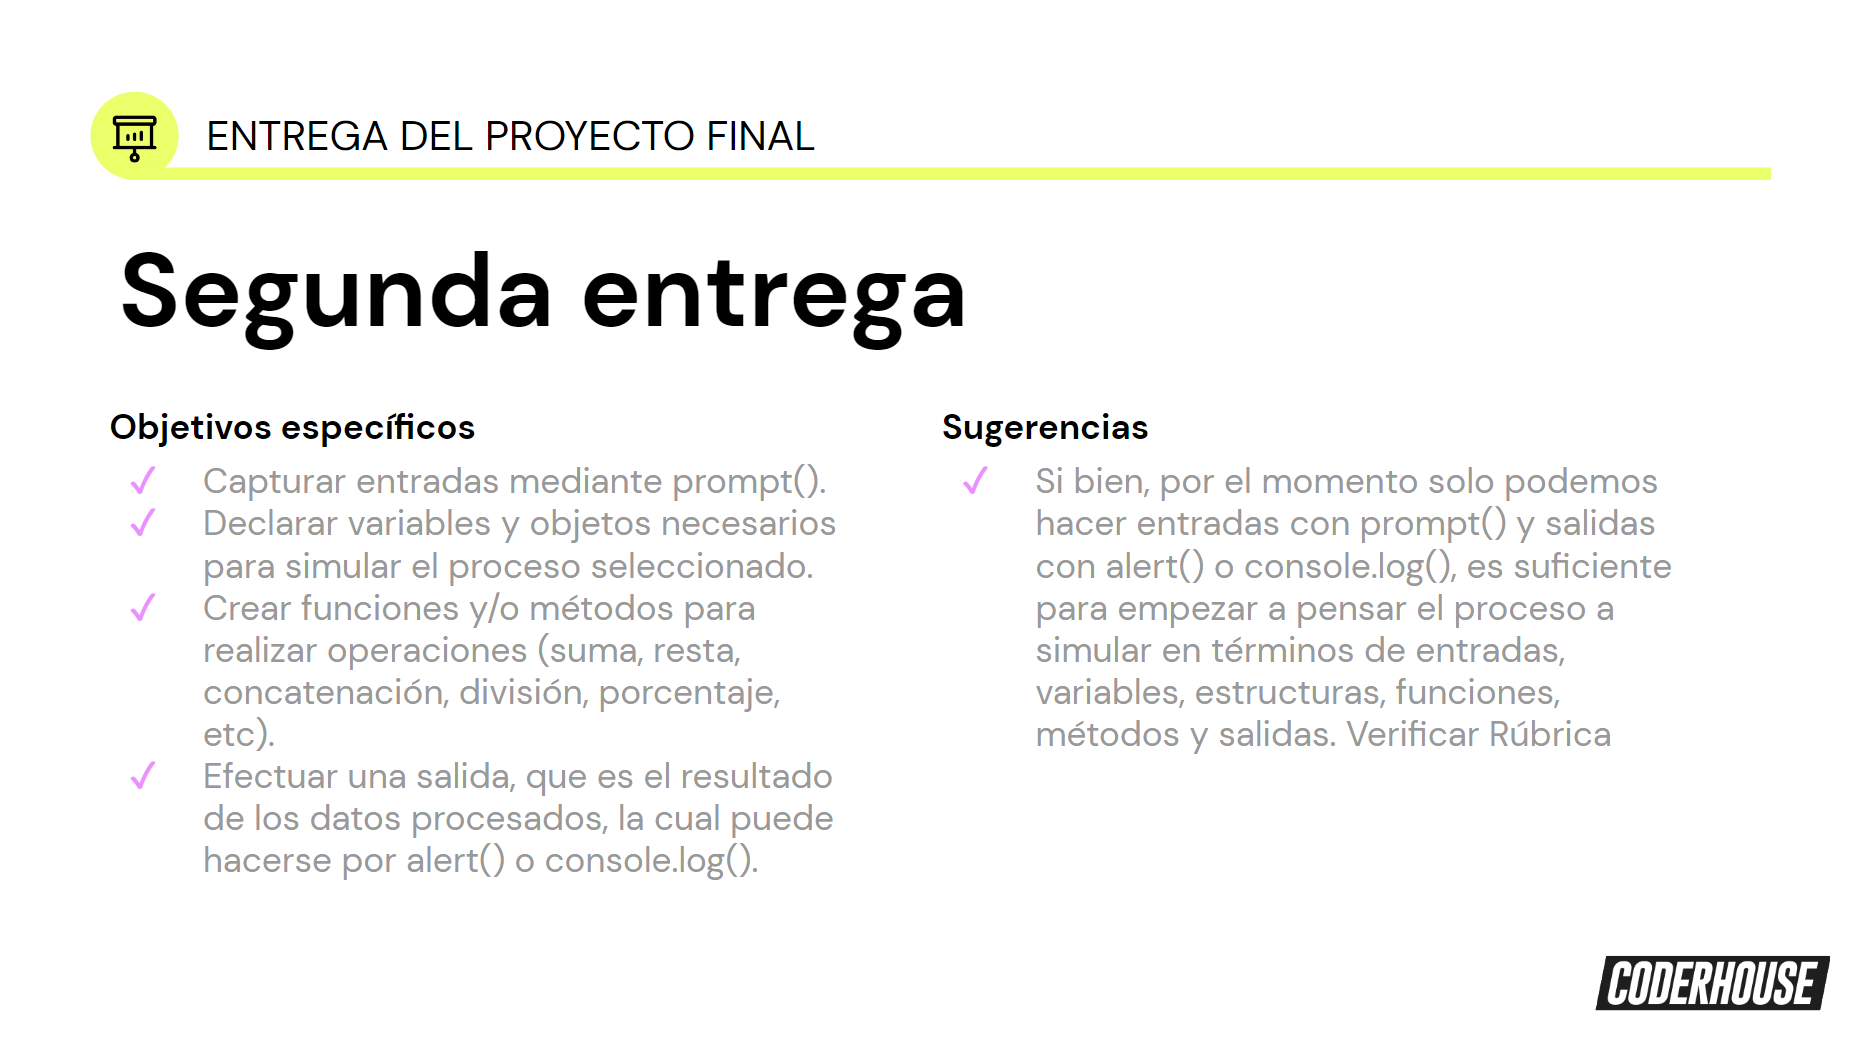 ENTREGA DEL PROYECTO FINAL
Segunda entrega
Objetivos específicos
✓ Capturar entradas mediante prompt().
✓ Declarar variables y objetos necesarios
para simular el proceso seleccionado.
✓ Crear funciones y/o métodos para
realizar operaciones (suma, resta,
concatenación, división, porcentaje,
etc).
✓ Efectuar una salida, que es el resultado
de los datos procesados, la cual puede
hacerse por alert() o console.log().
Sugerencias
✓ Si bien, por el momento solo podemos
hacer entradas con prompt() y salidas
con alert() o console.log(), es suficiente
para empezar a pensar el proceso a
simular en términos de entradas,
variables, estructuras, funciones,
métodos y salidas. Verificar Rúbrica
CODERHOUSE